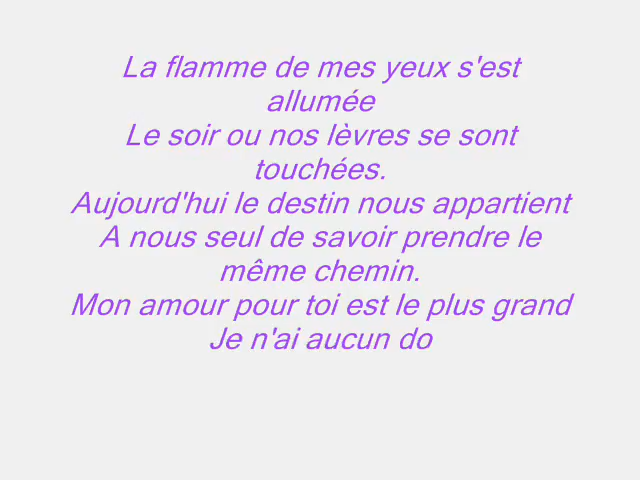 La flamme de mes yeux s'est
allumée
Le soir ou nos lèvres se sont
touchées.
Aujourd'hui le destin nous appartient
A nous seul de savoir prendre le
même chemin.
Mon amour pour toi est le plus grand
Je n'ai aucun do